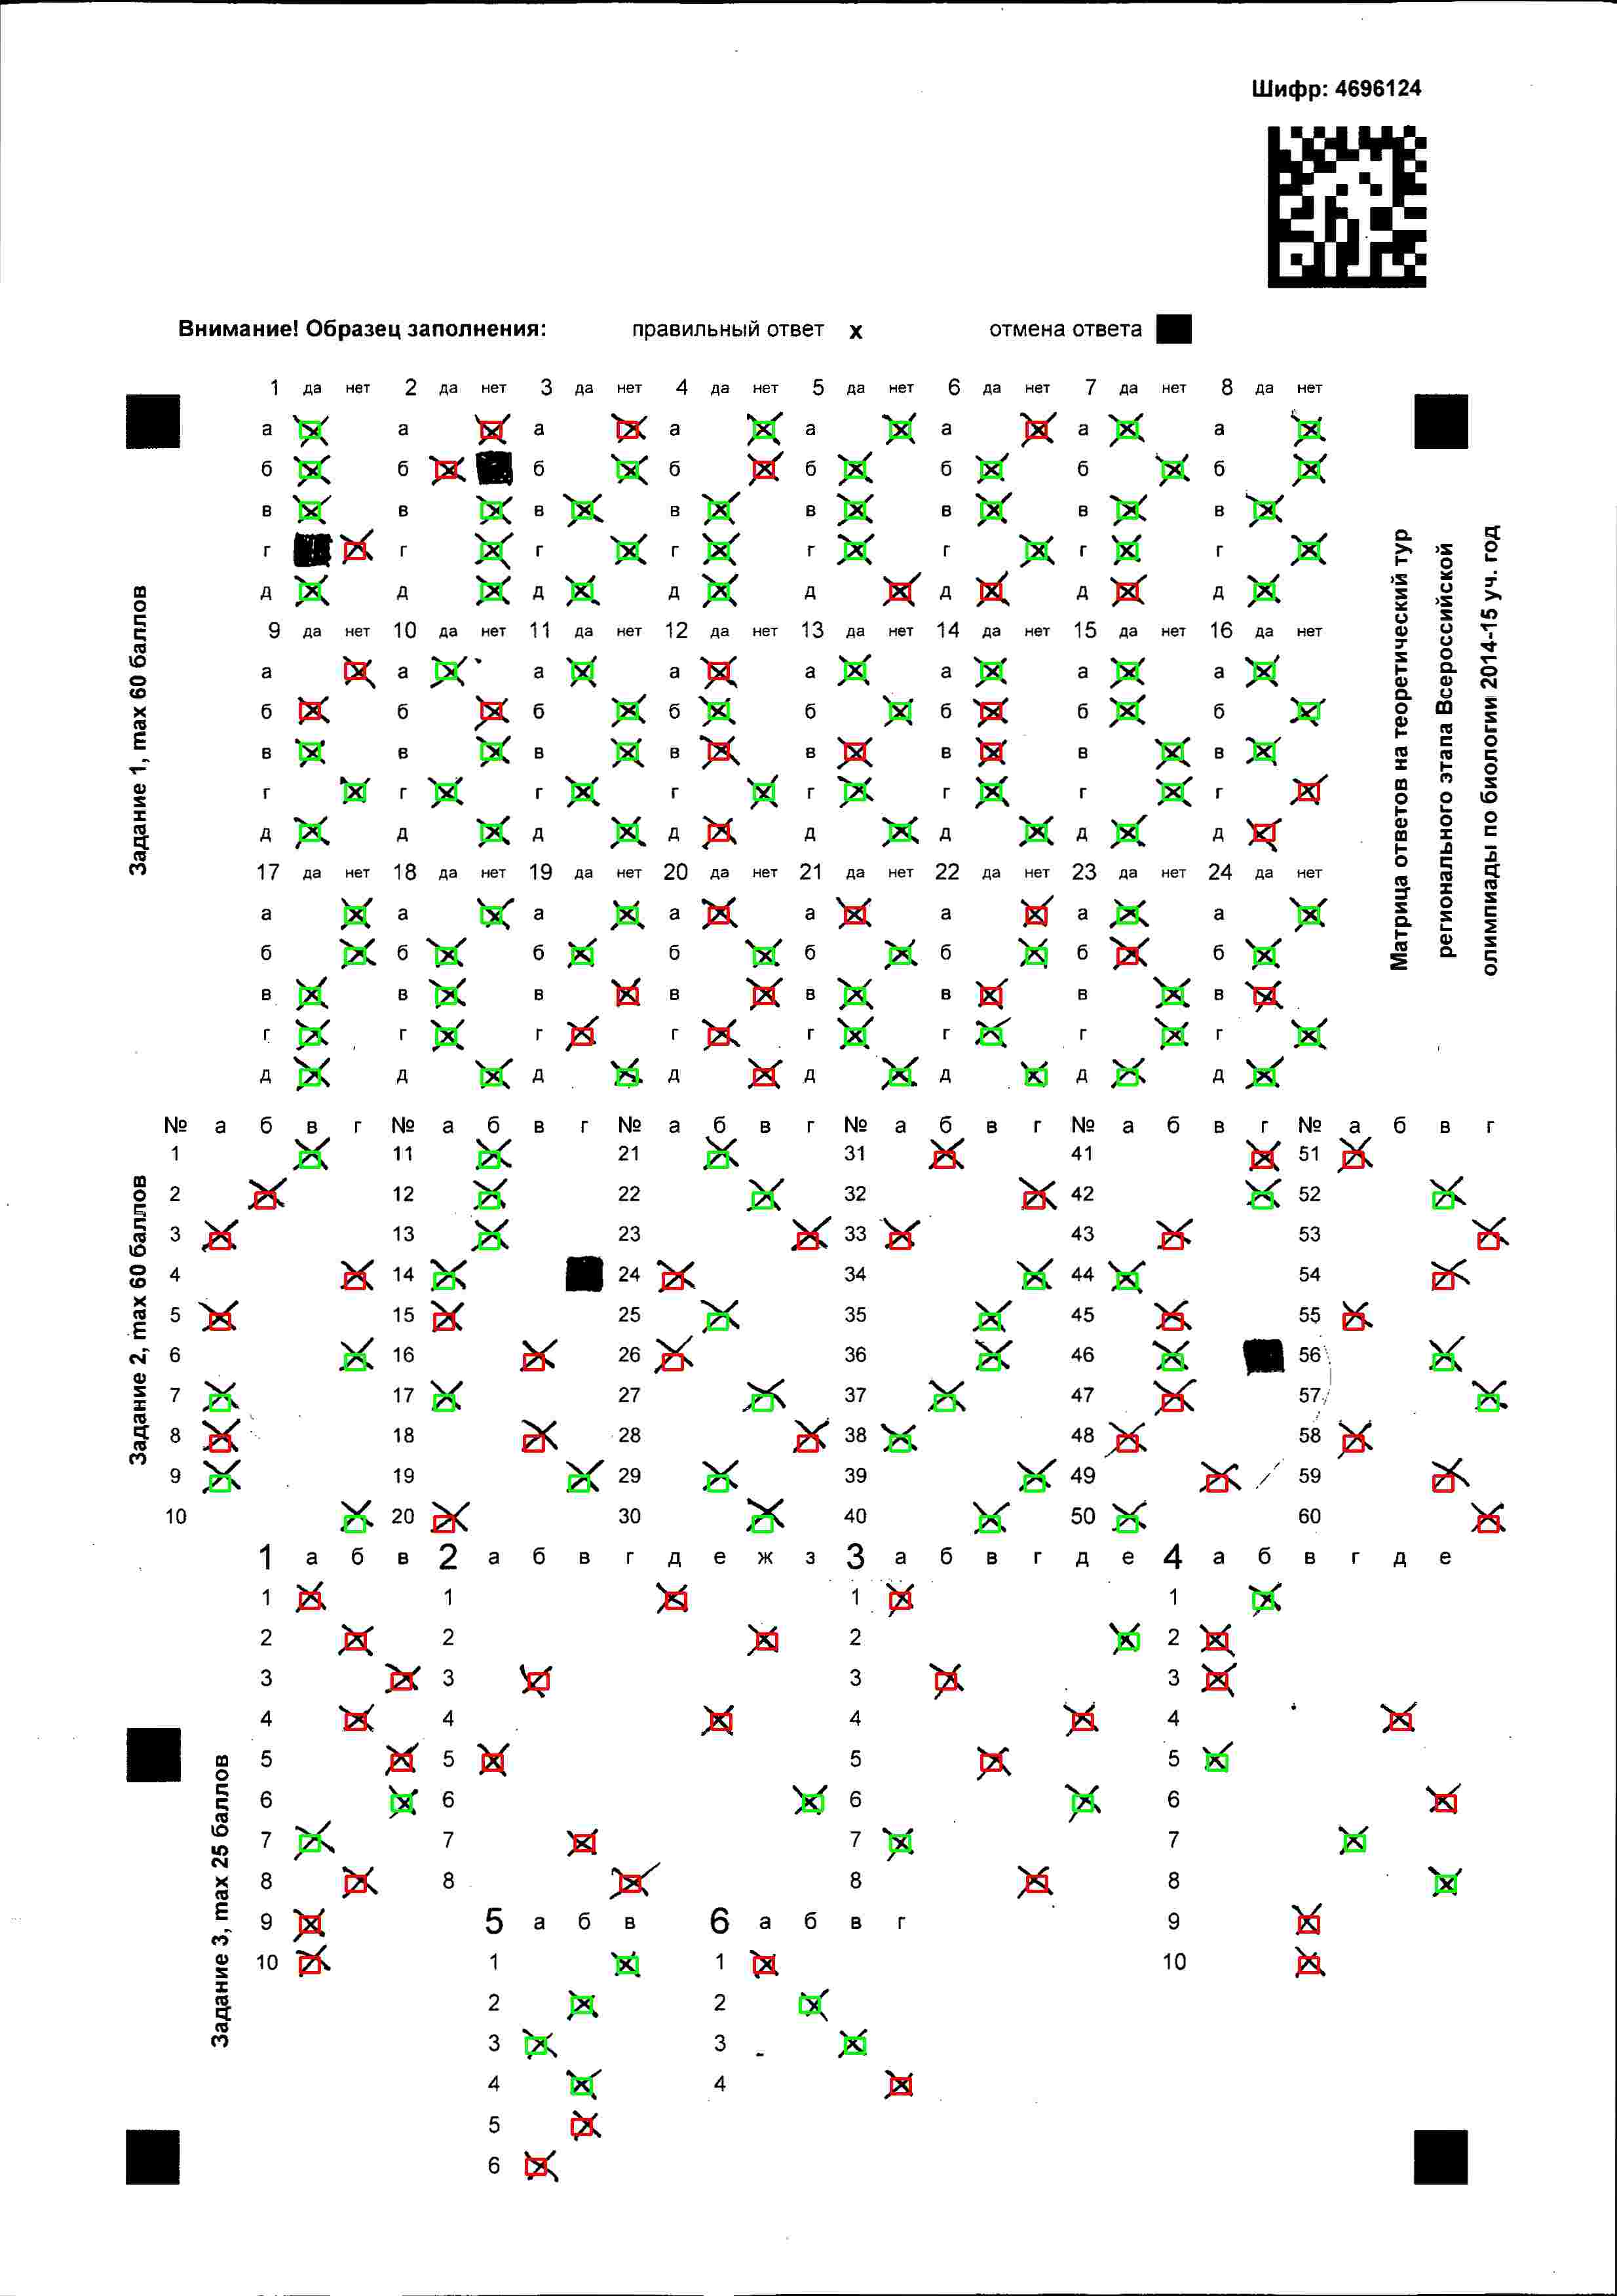 Шифр: 4696124
Внимание! Образец заполнения: правильный ответ x отмена ответа
1 да нет 2 да нет 3 да нет 4 да нет 5 да нет 6 да нет 7 да нет 8 да нет
а а а а а а а а
б б б б б б б б
в в в в в в в в
г г г г г г г г
д д д д д д д д
9 да нет 10 да нет 11 да нет 12 да нет 13 да нет 14 да нет 15 да нет 16 да нет
а а а а а а а а
б б б б б б б б
в в в в в в в в
г г г г г г г г
д д д д д д д д
17 да нет 18 да нет 19 да нет 20 да нет 21 да нет 22 да нет 23 да нет 24 да нет
а а а а а а а а
б б б б б б б б
в в в в в в в в
г г г г г г г г
д д д д д д д д
Задание 1, max 60 баллов
Матрица ответов на теоретический тур
регионального этапа Всероссийской
олимпиады по биологии 2014-15 уч. год
№ а б в г № а б в г № а б в г № а б в г № а б в г № а б в г
1 11 21 31 41 51
2 12 22 32 42 52
3 13 23 33 43 53
4 14 24 34 44 54
5 15 25 35 45 55
6 16 26 36 46 56
7 17 27 37 47 57
8 18 28 38 48 58
9 19 29 39 49 59
10 20 30 40 50 60
Задание 2, max 60 баллов
1 а б в 2 а б в г д е ж з 3 а б в г д е 4 а б в г д е
1 1 1 1
2 2 2 2
3 3 3 3
4 4 4 4
5 5 5 5
6 6 6 6
7 7 7 7
8 8 8 8
9 5 а б в 6 а б в г 9
10 1 1 10
2 2
3 3
4 4
5
6
Задание 3, max 25 баллов